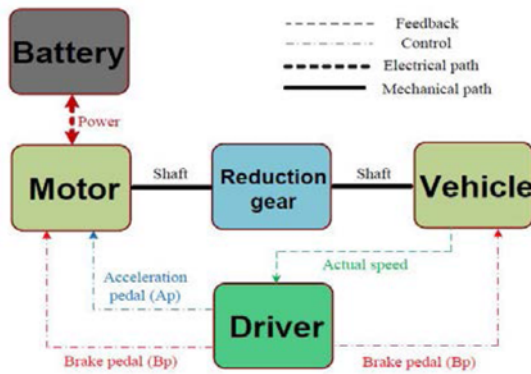 Battery
Feedback
Control
Electrical path
Mechanical path
Power
Motor
Shaft
Reduction
gear
Shaft
Vehicle
Actual speed
Acceleration
pedal (Ap)
Driver
Brake pedal (Bp)
Brake pedal (Bp)